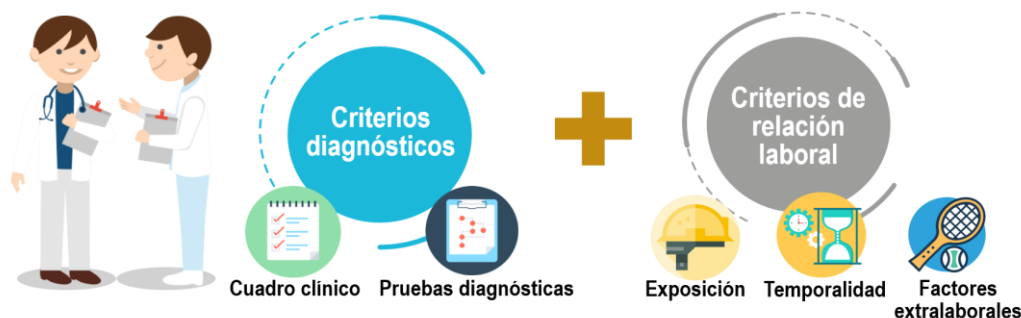 Criterios
diagnósticos
Cuadro clínico
Pruebas diagnósticas
Criterios de
relación
laboral
Exposición
Temporalidad
Factores
extralaborales